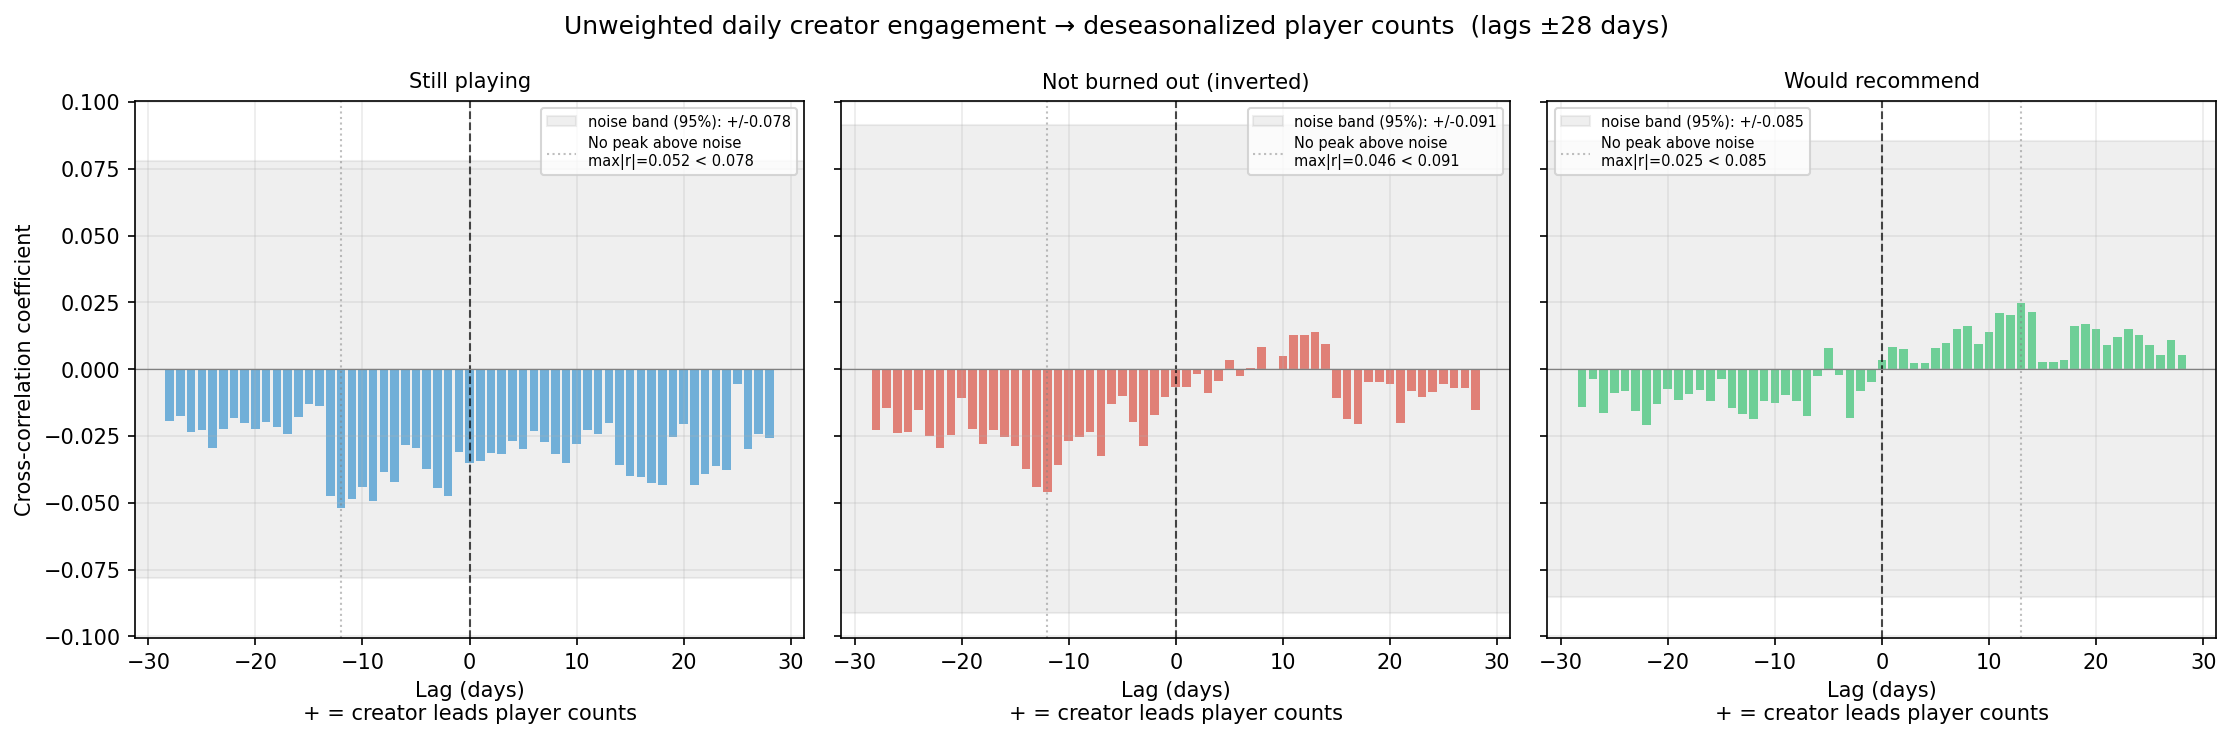 Unweighted daily creator engagement → deseasonalized player counts  (lags ±28 days)
Still playing
Cross-correlation coefficient
0.100
0.075
0.050
0.025
0.000
−0.025
−0.050
−0.075
−0.100
noise band (95%): +/-0.078
No peak above noise
max|r|=0.052 < 0.078
−30 −20 −10 0 10 20 30
Lag (days)
+ = creator leads player counts
Not burned out (inverted)
noise band (95%): +/-0.091
No peak above noise
max|r|=0.046 < 0.091
−30 −20 −10 0 10 20 30
Lag (days)
+ = creator leads player counts
Would recommend
noise band (95%): +/-0.085
No peak above noise
max|r|=0.025 < 0.085
−30 −20 −10 0 10 20 30
Lag (days)
+ = creator leads player counts